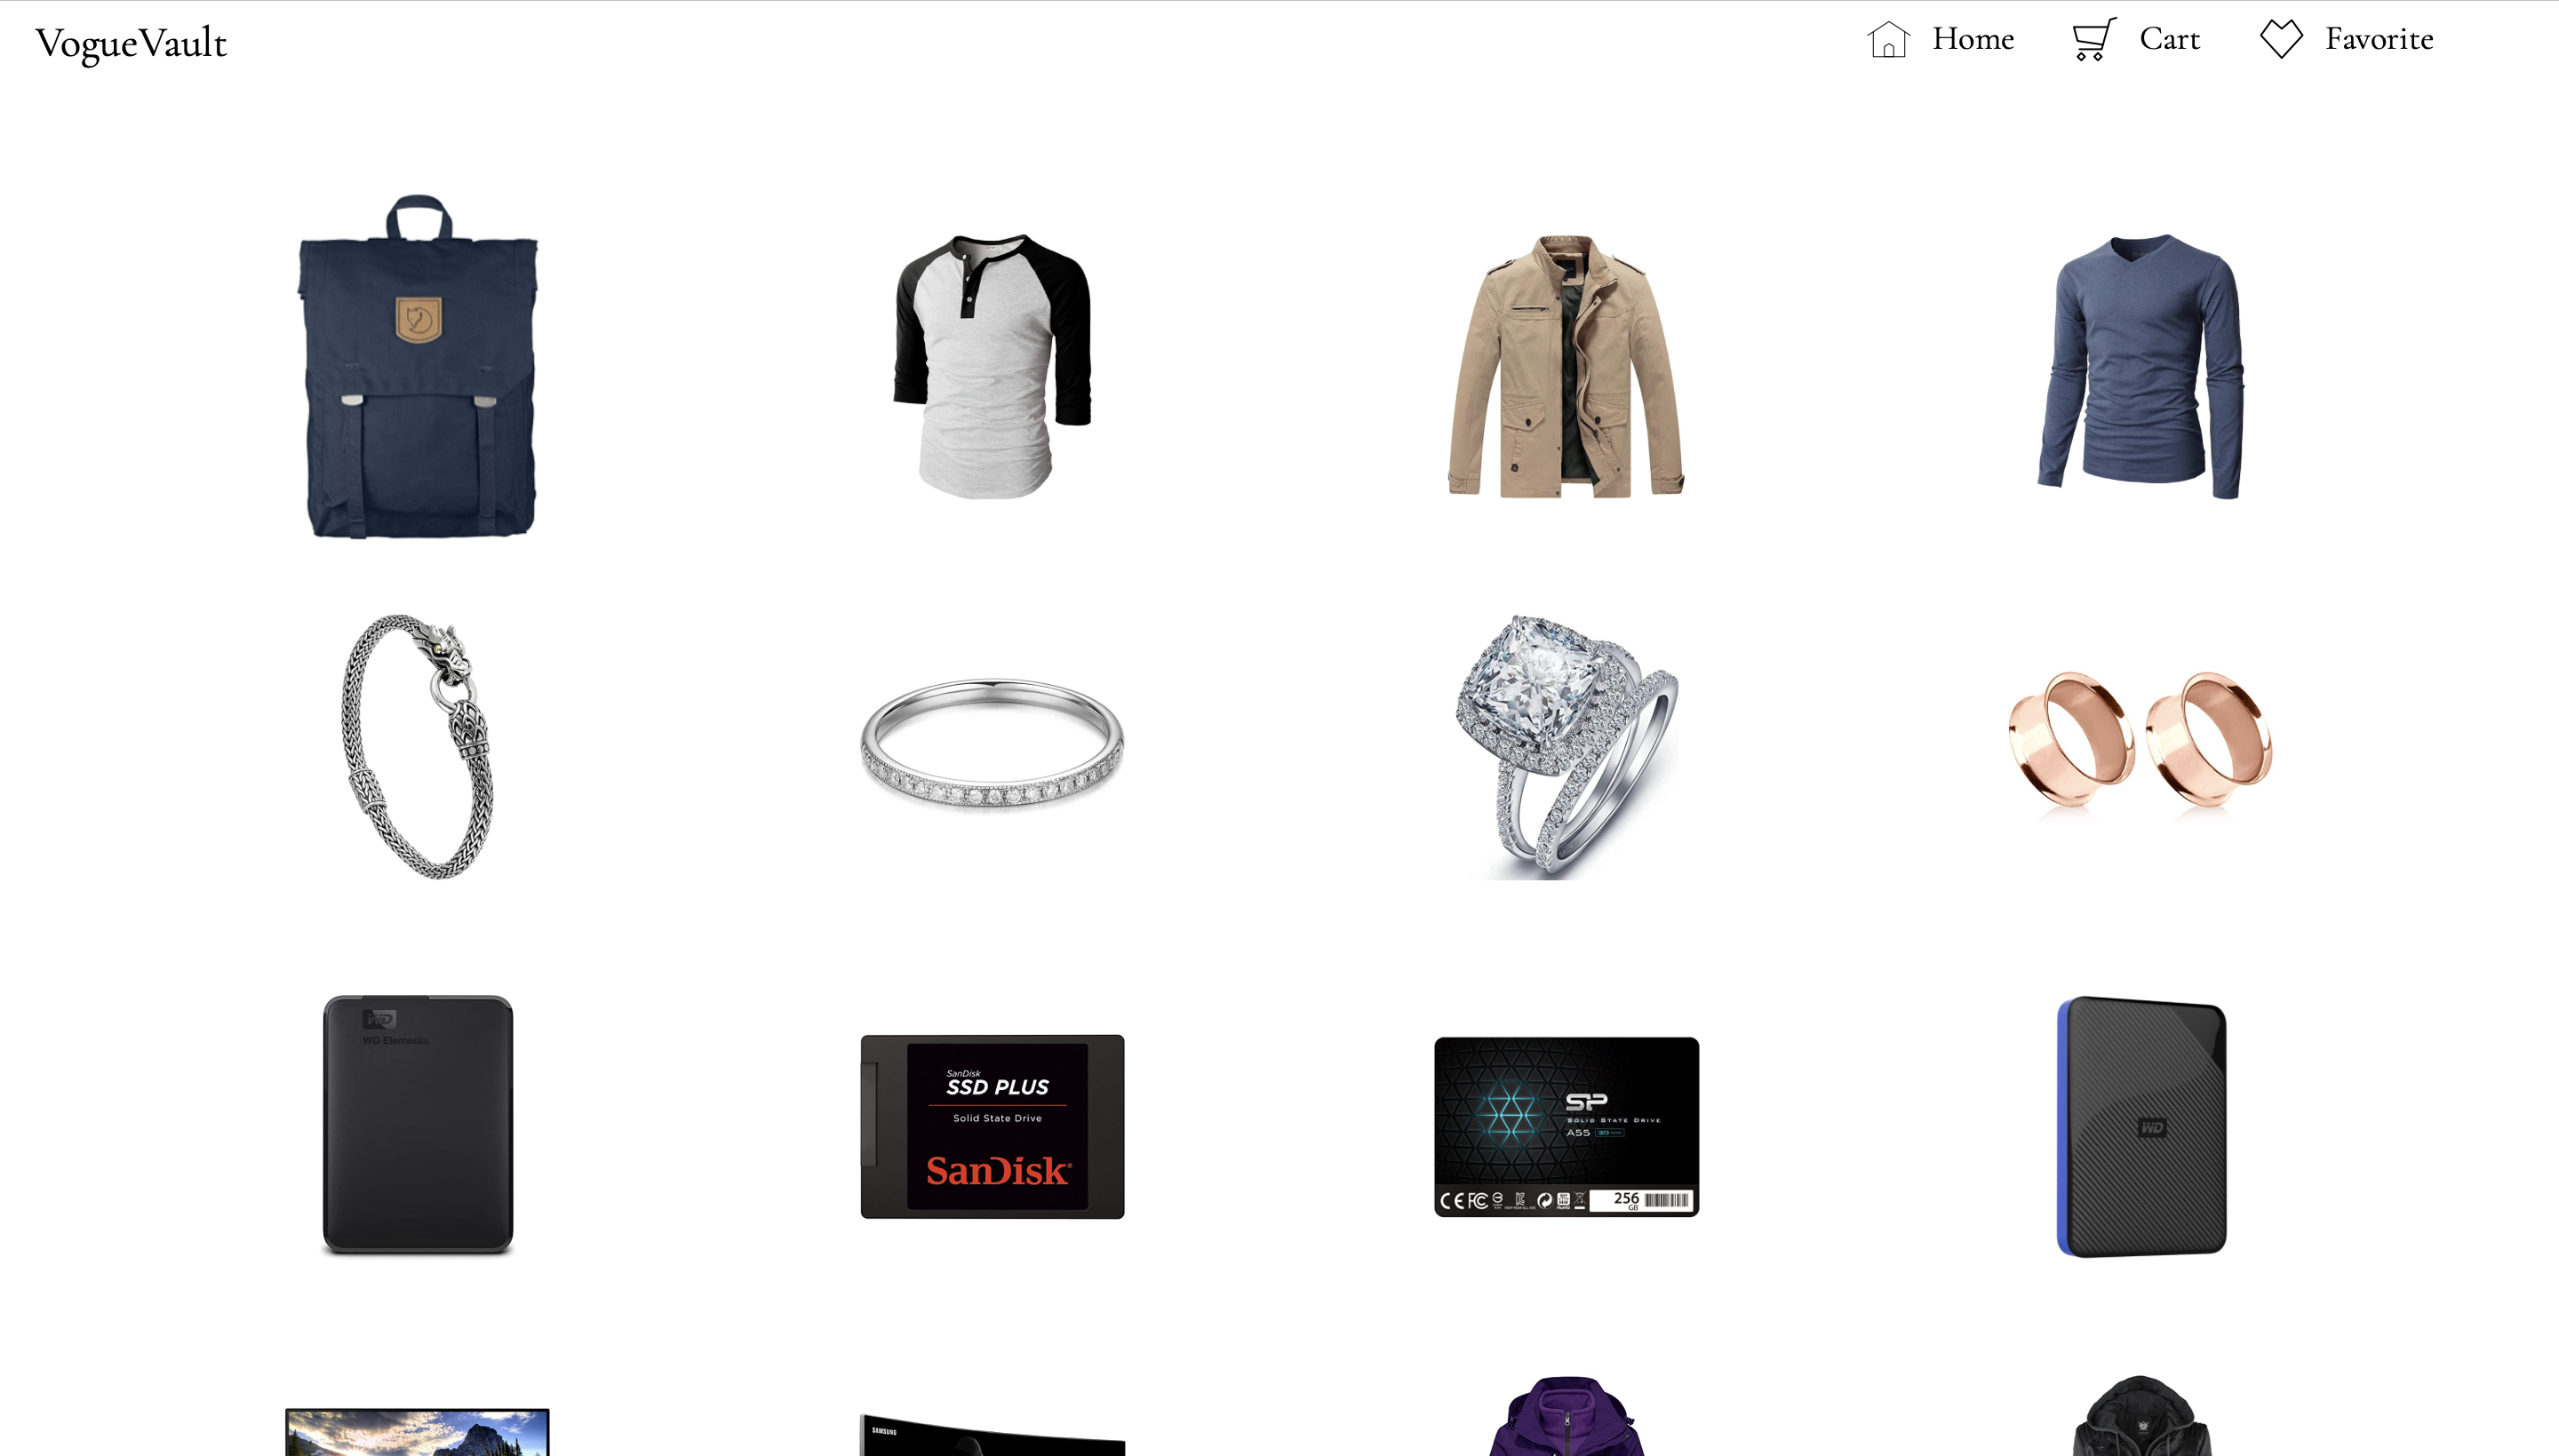 VogueVault
Home
Cart
Favorite
WD
WD Elements
SanDisk
SSD PLUS
Solid State Drive
SanDisk
SP
SOLID STATE DRIVE
A55
256
GB
WD
SAMSUNG